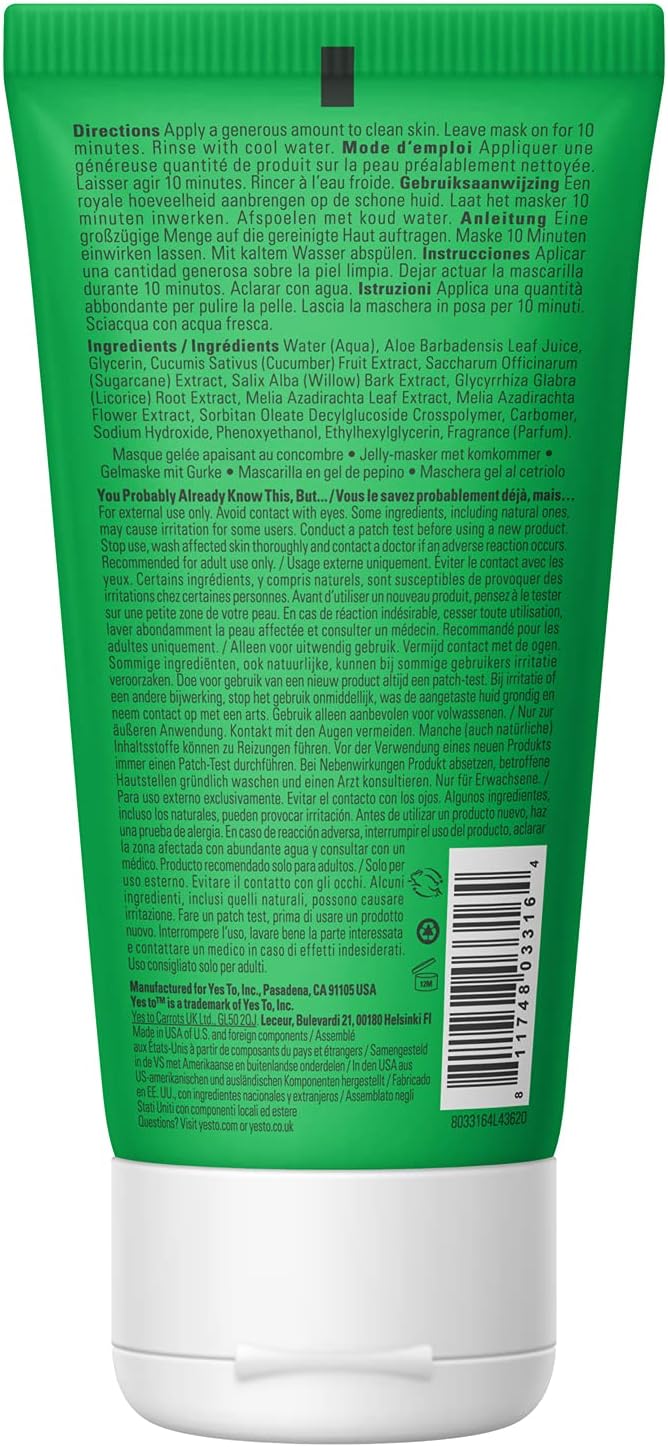 Directions Apply a generous amount to clean skin. Leave mask on for 10
minutes. Rinse with cool water. Mode d'emploi Appliquer une
généreuse quantité de produit sur la peau préalablement nettoyée.
Laisser agir 10 minutes. Rincer à l'eau froide. Gebruiksaanwijzing Een
royale hoeveelheid aanbrengen op de schone huid. Laat het masker 10
minuten inwerken. Afspoelen met koud water. Anleitung Eine
großzügige Menge auf die gereinigte Haut auftragen. Maske 10 Minuten
einwirken lassen. Mit kaltem Wasser abspülen. Instrucciones Aplicar
una cantidad generosa sobre la piel limpia. Dejar actuar la mascarilla
durante 10 minutos. Aclarar con agua. Istruzioni Applica una quantità
abbondante per pulire la pelle. Lascia la maschera in posa per 10 minuti.
Sciacqua con acqua fresca.
Ingredients / Ingrédients Water (Aqua), Aloe Barbadensis Leaf Juice,
Glycerin, Cucumis Sativus (Cucumber) Fruit Extract, Saccharum Officinarum
(Sugarcane) Extract, Salix Alba (Willow) Bark Extract, Glycyrrhiza Glabra
(Licorice) Root Extract, Melia Azadirachta Leaf Extract, Melia Azadirachta
Flower Extract, Sorbitan Oleate Decylglucoside Crosspolymer, Carbomer,
Sodium Hydroxide, Phenoxyethanol, Ethylhexylglycerin, Fragrance (Parfum).
Masque gelée apaisant au concombre • Jelly-masker met komkommer •
Gelmaske mit Gurke • Mascarilla en gel de pepino • Maschera gel al cetriolo
You Probably Already Know This, But... / Vous le savez probablement déjà, mais...
For external use only. Avoid contact with eyes. Some ingredients, including natural ones,
may cause irritation for some users. Conduct a patch test before using a new product.
Stop use, wash affected skin thoroughly and contact a doctor if an adverse reaction occurs.
Recommended for adult use only. / Usage externe uniquement. Éviter le contact avec les
yeux. Certains ingrédients, y compris naturels, sont susceptibles de provoquer des
irritations chez certaines personnes. Avant d'utiliser un nouveau produit, pensez à le tester
sur une petite zone de votre peau. En cas de réaction indésirable, cesser toute utilisation,
laver abondamment la peau affectée et consulter un médecin. Recommandé pour les
adultes uniquement. / Alleen voor uitwendig gebruik. Vermijd contact met de ogen.
Sommige ingrediënten, ook natuurlijke, kunnen bij sommige gebruikers irritatie
veroorzaken. Doe voor gebruik van een nieuw product altijd een patch-test. Bij irritatie of
een andere bijwerking, stop het gebruik onmiddellijk, was de aangetaste huid grondig en
neem contact op met een arts. Gebruik alleen aanbevolen voor volwassenen. / Nur zur
äußeren Anwendung. Kontakt mit den Augen vermeiden. Manche (auch natürliche)
Inhaltsstoffe können zu Reizungen führen. Vor der Verwendung eines neuen Produkts
immer einen Patch-Test durchführen. Bei Nebenwirkungen Produkt absetzen, betroffene
Hautstellen gründlich waschen und einen Arzt konsultieren. Nur für Erwachsene. /
Para uso externo exclusivamente. Evitar el contacto con los ojos. Algunos ingredientes,
incluso los naturales, pueden provocar irritación. Antes de utilizar un producto nuevo, haz
una prueba de alergia. En caso de reacción adversa, interrumpir el uso del producto, aclarar
la zona afectada con abundante agua y consultar con un
médico. Producto recomendado solo para adultos. / Solo per
uso esterno. Evitare il contatto con gli occhi. Alcuni
ingredienti, inclusi quelli naturali, possono causare
irritazione. Fare un patch test, prima di usare un prodotto
nuovo. Interrompere l'uso, lavare bene la parte interessata
e contattare un medico in caso di effetti indesiderati.
Uso consigliato solo per adulti.
12M
Manufactured for Yes To, Inc., Pasadena, CA 91105 USA
Yes to™ is a trademark of Yes To, Inc.
Yes to Carrots UK Ltd., GL50 2QJ. Leceur, Bulevardi 21, 00180 Helsinki FI
Made in USA of U.S. and foreign components / Assemblé
aux États-Unis à partir de composants du pays et étrangers / Samengesteld
in de VS met Amerikaanse en buitenlandse onderdelen / In den USA aus
US-amerikanischen und ausländischen Komponenten hergestellt / Fabricado
en EE. UU., con ingredientes nacionales y extranjeros / Assemblato negli
Stati Uniti con componenti locali ed estere
Questions? Visit yesto.com or yesto.co.uk
8 11748 03316 4
8033164L43620